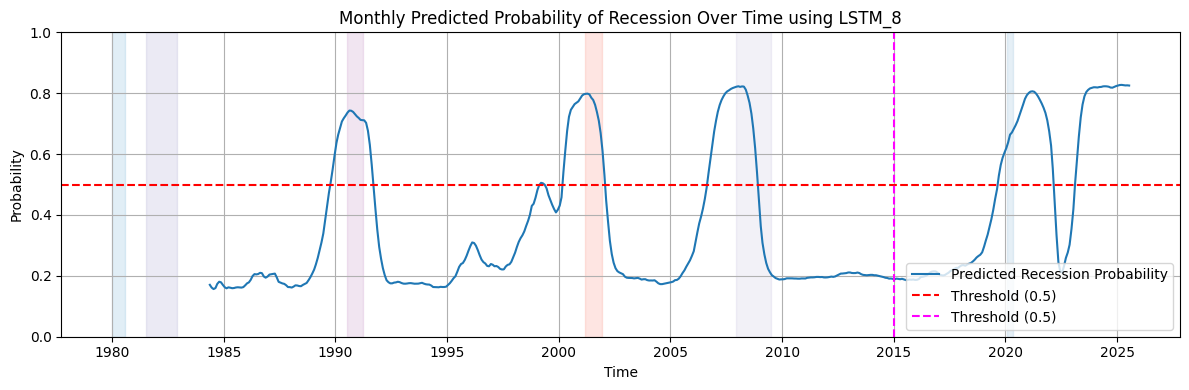 Monthly Predicted Probability of Recession Over Time using LSTM_8
Probability
1.0
0.8
0.6
0.4
0.2
0.0
Predicted Recession Probability
Threshold (0.5)
Threshold (0.5)
1980 1985 1990 1995 2000 2005 2010 2015 2020 2025
Time